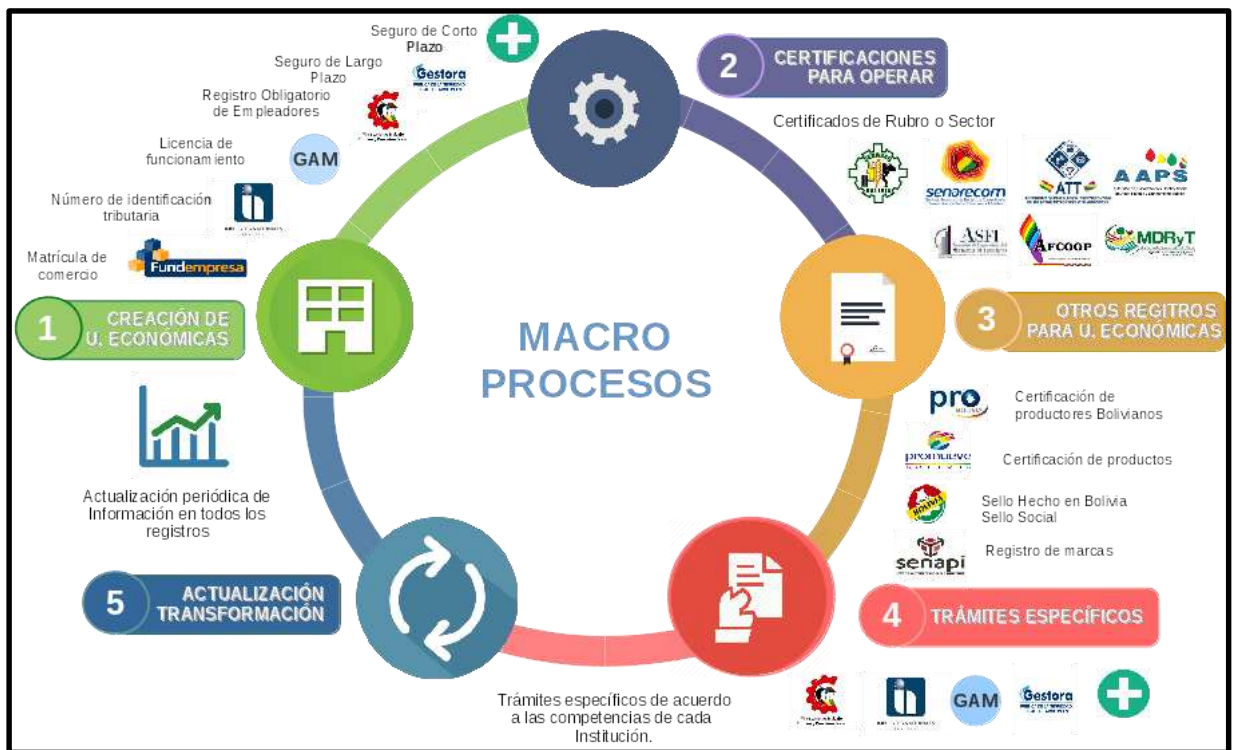 Seguro de Corto
Plazo
Seguro de Largo
Plazo
Gestora
Registro Obligatorio
de Empleadores
Licencia de
funcionamiento
GAM
Número de identificación
tributaria
Matrícula de
comercio
Fundempresa
1
CREACIÓN DE
U. ECONÓMICAS
2
CERTIFICACIONES
PARA OPERAR
Certificados de Rubro o Sector
senarecom
ATT
AAPS
ASFI
AFCOOP
MDRyT
3
OTROS REGITROS
PARA U. ECONÓMICAS
MACRO
PROCESOS
pro
BOLIVIA
Certificación de
productores Bolivianos
promueve
Certificación de productos
BOLIVIA
Sello Hecho en Bolivia
Sello Social
senapi
Registro de marcas
4
TRÁMITES ESPECÍFICOS
GAM
Gestora
Trámites específicos de acuerdo
a las competencias de cada
Institución.
Actualización periódica de
Información en todos los
registros
5
ACTUALIZACIÓN
TRANSFORMACIÓN